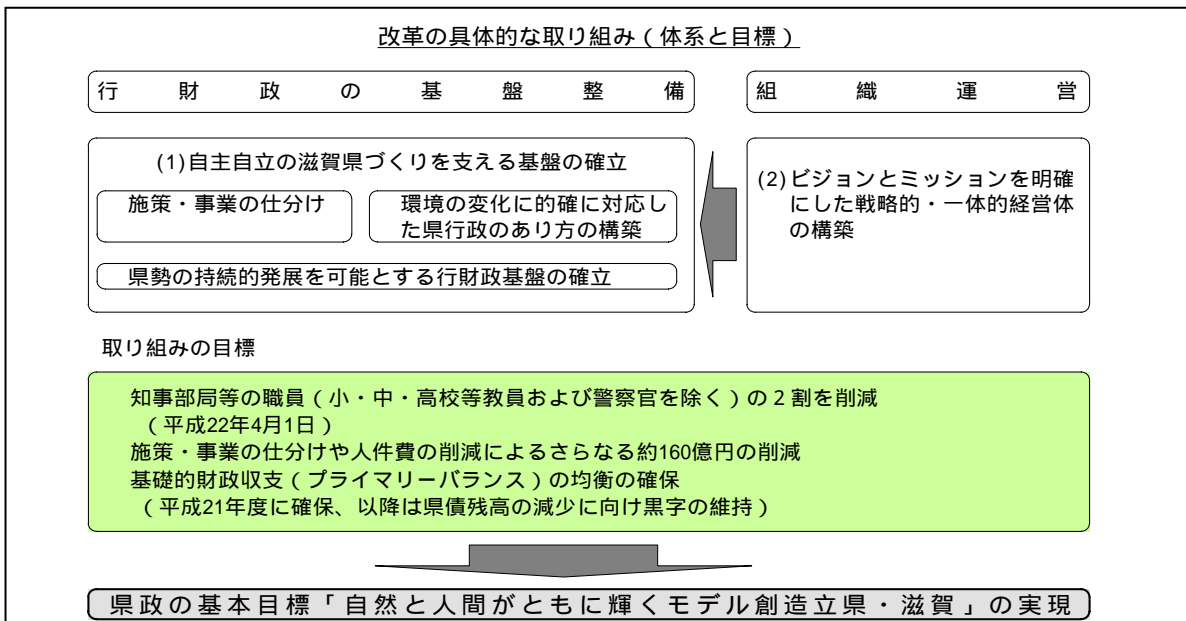 改革の具体的な取り組み（体系と目標）
行財政の基盤整備
組織運営
(1)自主自立の滋賀県づくりを支える基盤の確立
施策・事業の仕分け
環境の変化に的確に対応し
た県行政のあり方の構築
県勢の持続的発展を可能とする行財政基盤の確立
(2)ビジョンとミッションを明確
にした戦略的・一体的経営体
の構築
取り組みの目標
知事部局等の職員（小・中・高校等教員および警察官を除く）の２割を削減
（平成22年4月1日）
施策・事業の仕分けや人件費の削減によるさらなる約160億円の削減
基礎的財政収支（プライマリーバランス）の均衡の確保
（平成21年度に確保、以降は県債残高の減少に向け黒字の維持）
県政の基本目標「自然と人間がともに輝くモデル創造立県・滋賀」の実現